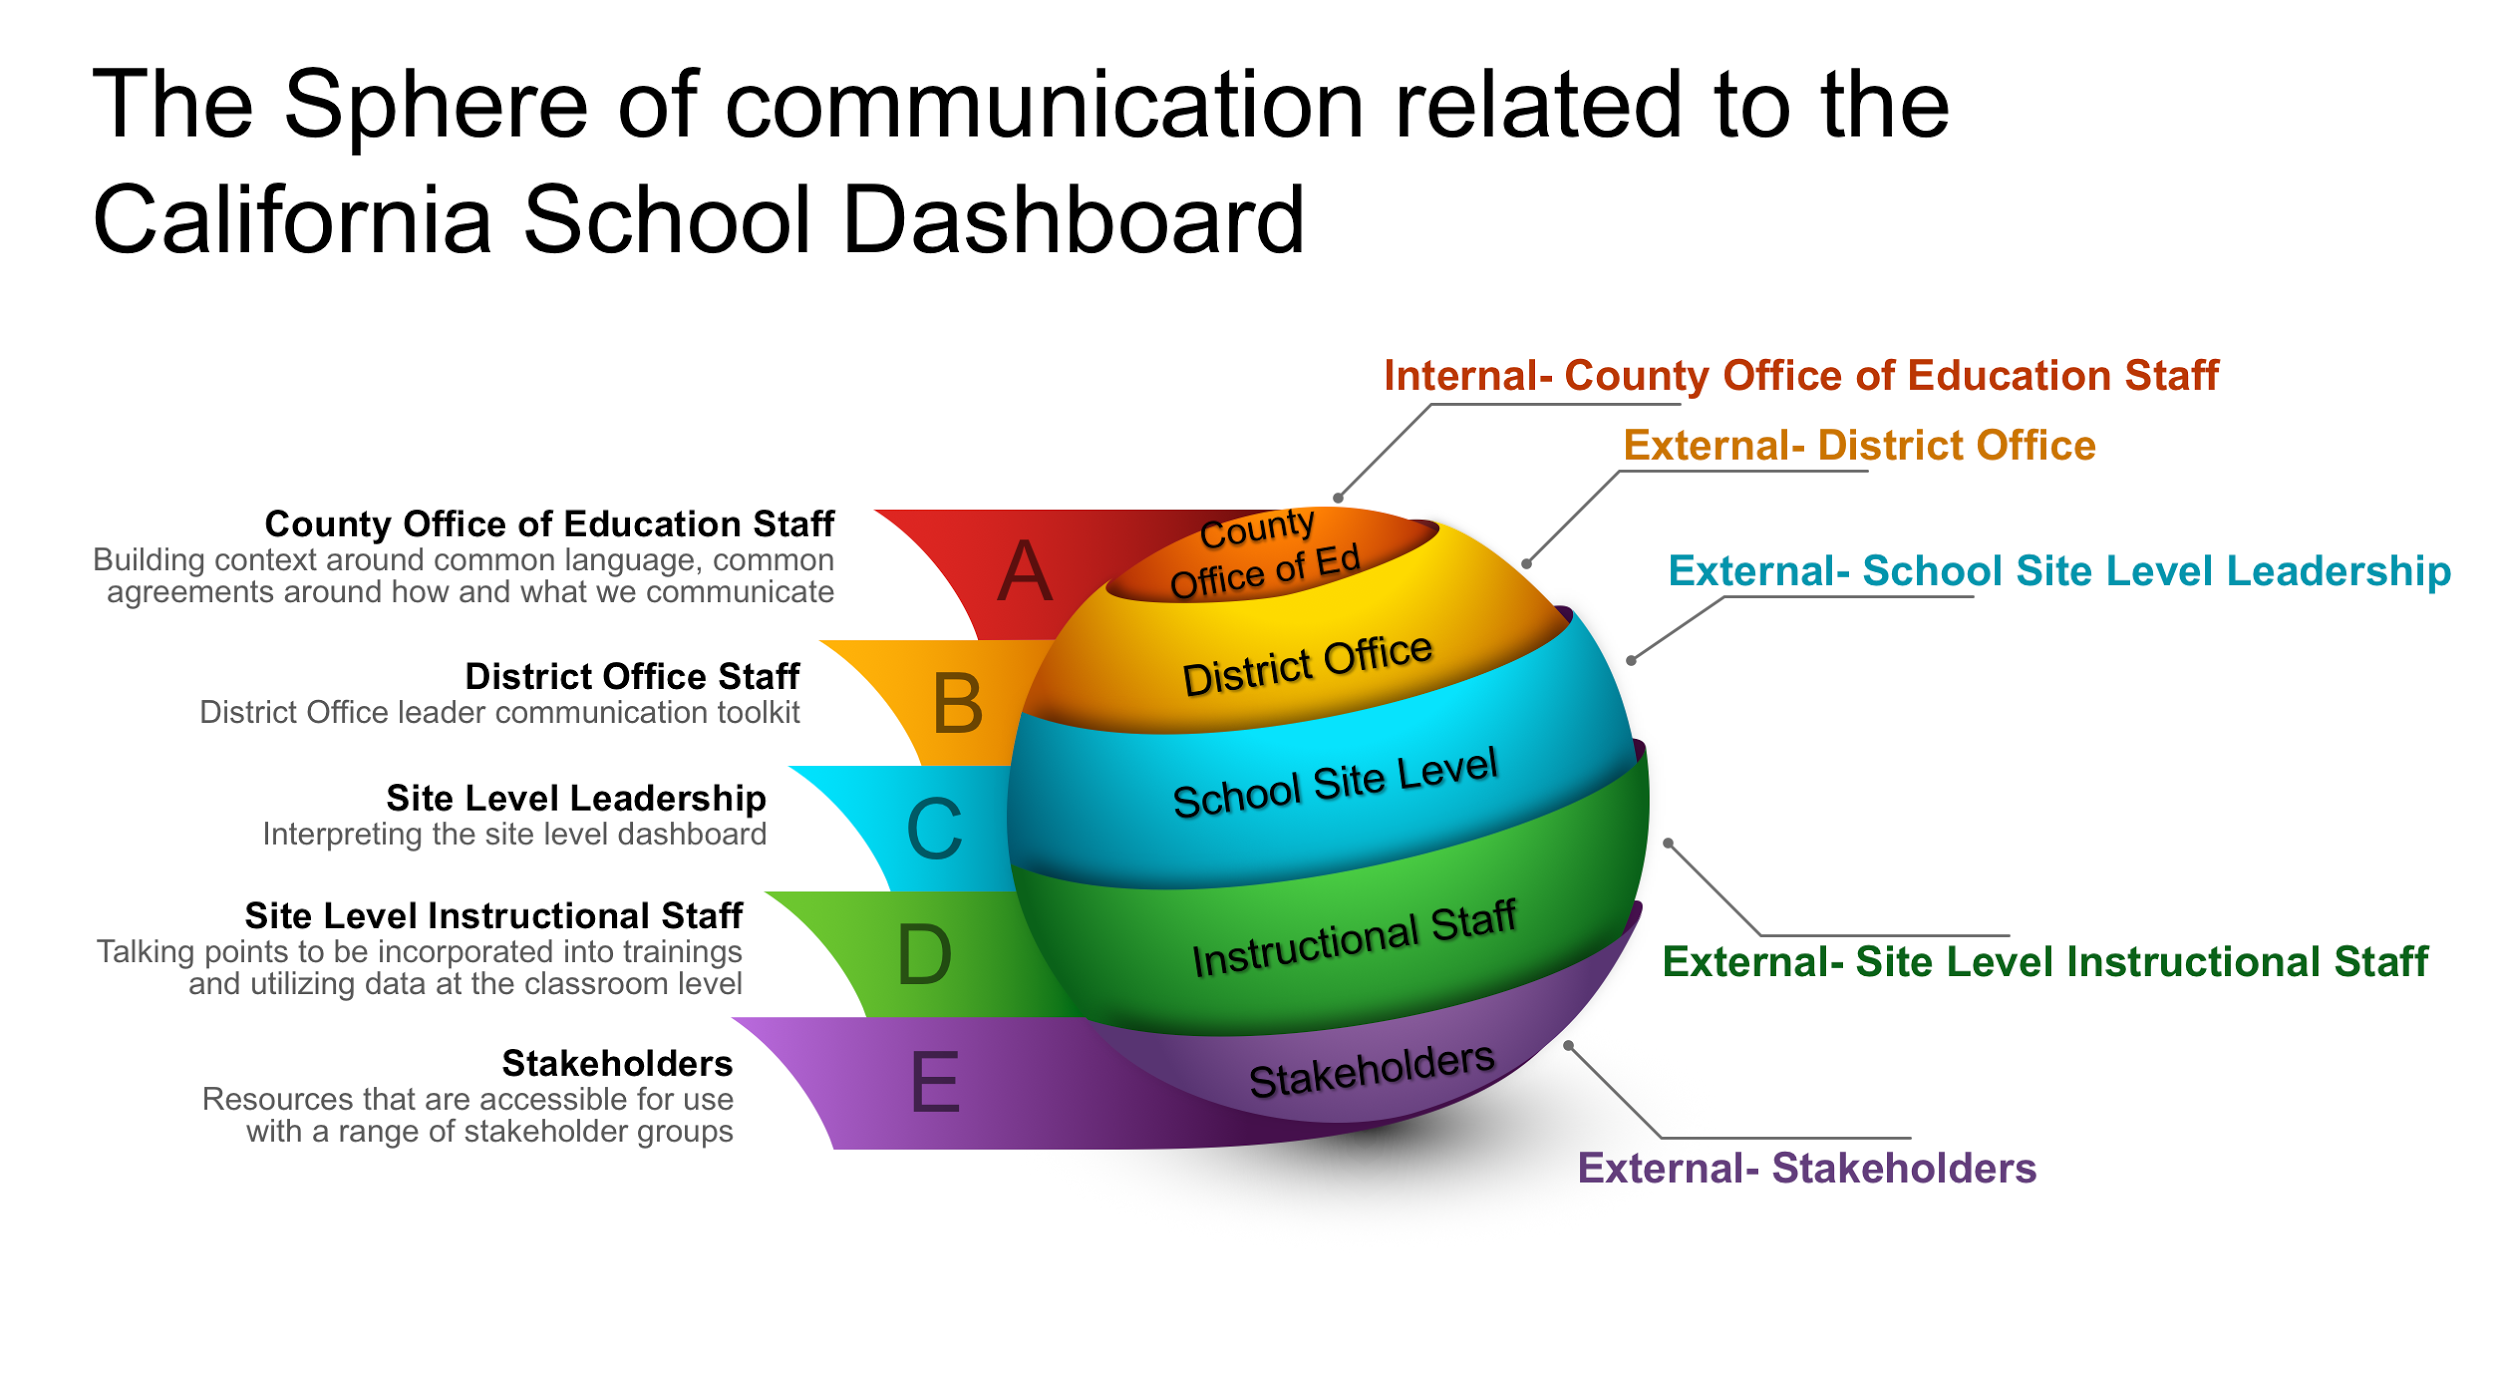 The Sphere of communication related to the
California School Dashboard
Internal- County Office of Education Staff
External- District Office
External- School Site Level Leadership
External- Site Level Instructional Staff
External- Stakeholders
County Office of Education Staff
Building context around common language, common
agreements around how and what we communicate
District Office Staff
District Office leader communication toolkit
Site Level Leadership
Interpreting the site level dashboard
Site Level Instructional Staff
Talking points to be incorporated into trainings
and utilizing data at the classroom level
Stakeholders
Resources that are accessible for use
with a range of stakeholder groups
A
B
C
D
E
County
Office of Ed
District Office
School Site Level
Instructional Staff
Stakeholders